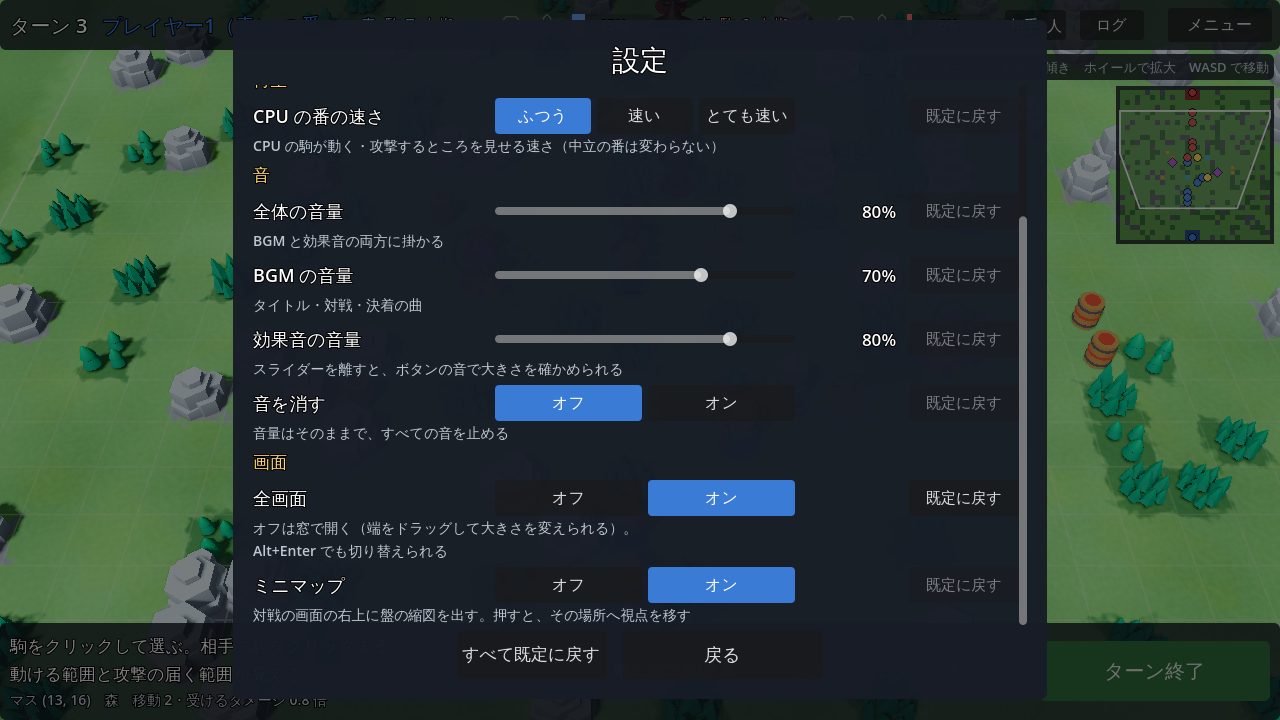 ターン 3
ログ
メニュー
設定
傾き ホイールで拡大 WASD で移動
CPU の番の速さ
ふつう
速い
とても速い
既定に戻す
CPU の駒が動く・攻撃するところを見せる速さ（中立の番は変わらない）
音
全体の音量
80%
既定に戻す
BGM と効果音の両方に掛かる
BGM の音量
70%
既定に戻す
タイトル・対戦・決着の曲
効果音の音量
80%
既定に戻す
スライダーを離すと、ボタンの音で大きさを確かめられる
音を消す
オフ
オン
既定に戻す
音量はそのままで、すべての音を止める
画面
全画面
オフ
オン
既定に戻す
オフは窓で開く（端をドラッグして大きさを変えられる）。
Alt+Enter でも切り替えられる
ミニマップ
オフ
オン
既定に戻す
対戦の画面の右上に盤の縮図を出す。押すと、その場所へ視点を移す
すべて既定に戻す
戻る
駒をクリックして選ぶ。相手
動ける範囲と攻撃の届く範囲
マス (13, 16) 森 移動 2・受けるダメージ 0.8 倍
ターン終了